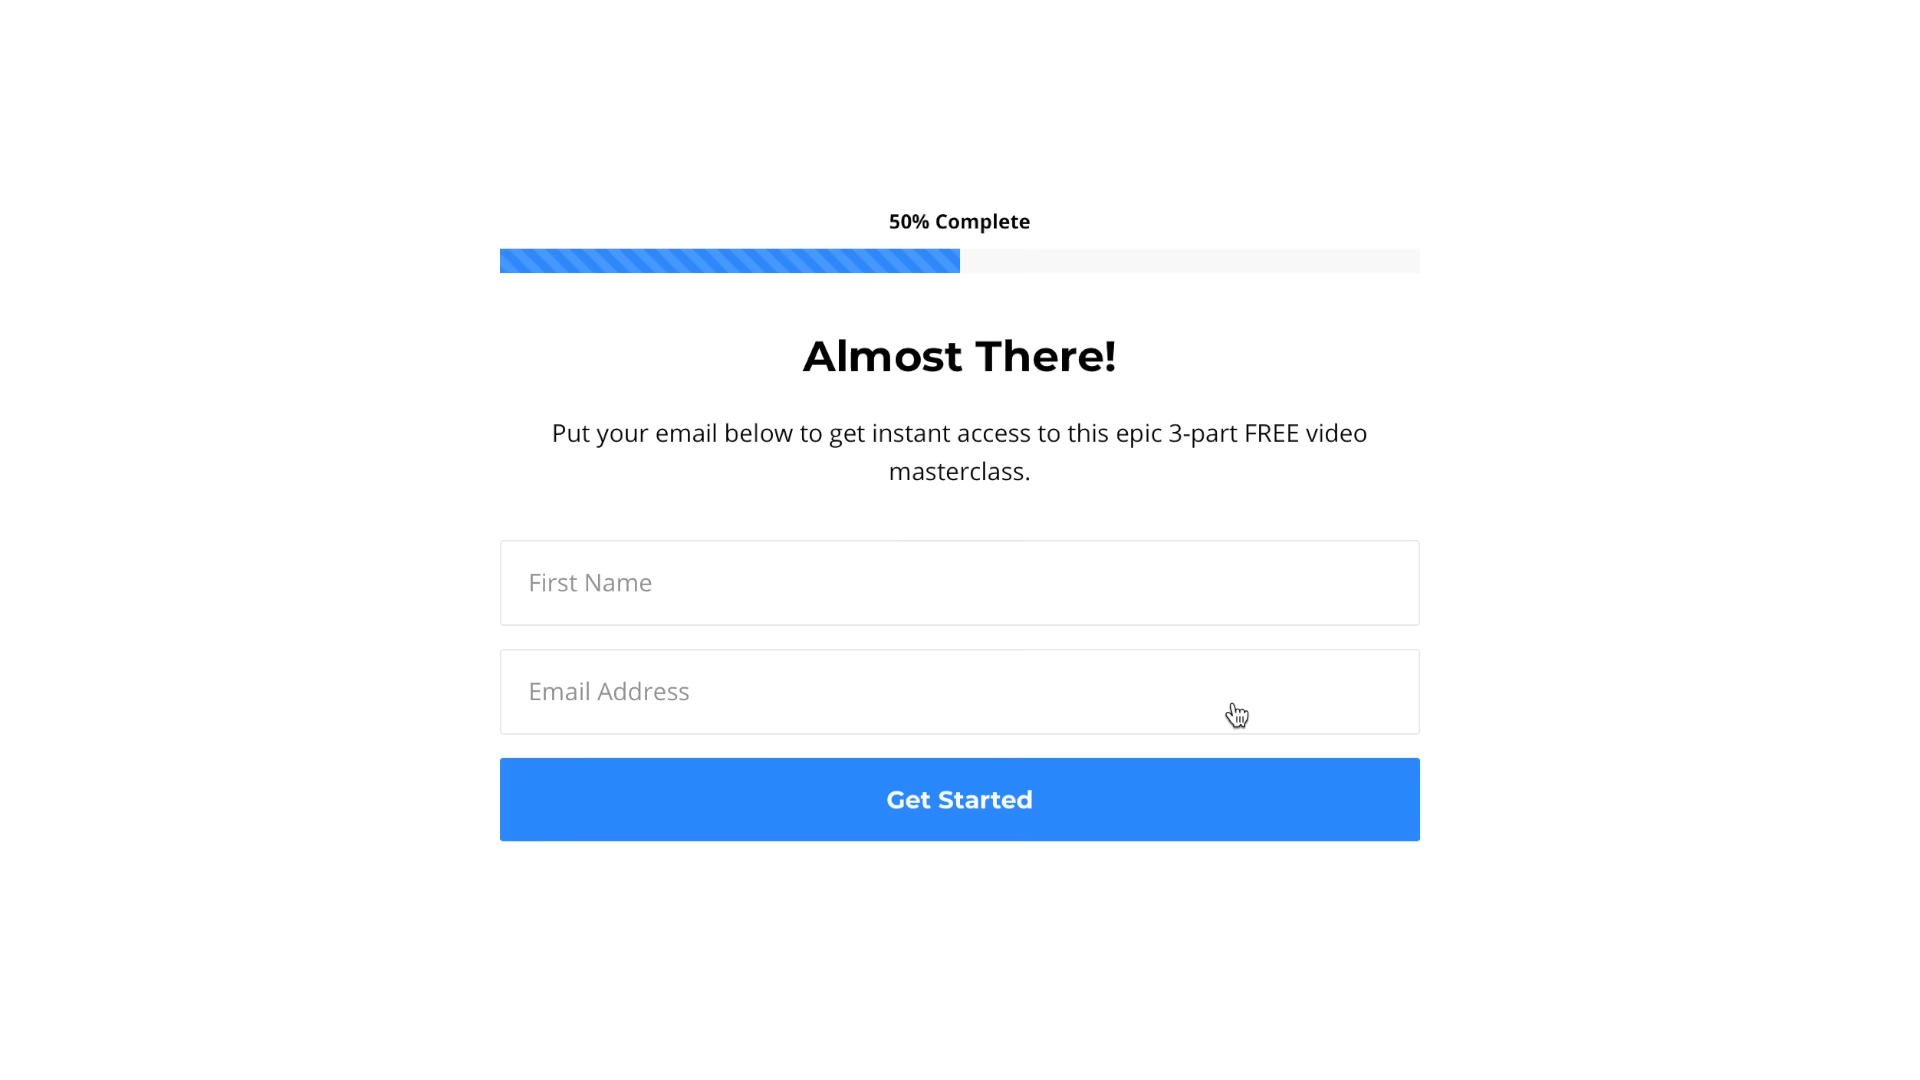 50% Complete
Almost There!
Put your email below to get instant access to this epic 3-part FREE video
masterclass.
First Name
Email Address
Get Started